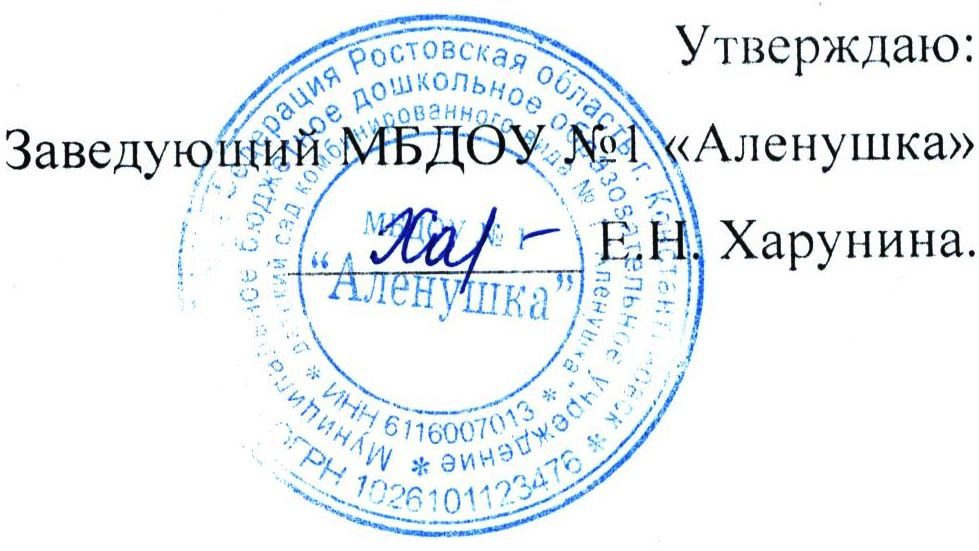 Утверждаю:
Заведующий МБДОУ №1 «Аленушка»
Хар
Е.Н. Харунина.
Федерация Ростовская область г. Константиновск *
ОГРН 1026101123476
Муниципальное бюджетное дошкольное образовательное учреждение *
детский сад комбинированного вида № 1 "Аленушка" *
ИНН 6116007013 *
МБДОУ № 1
“Аленушка”